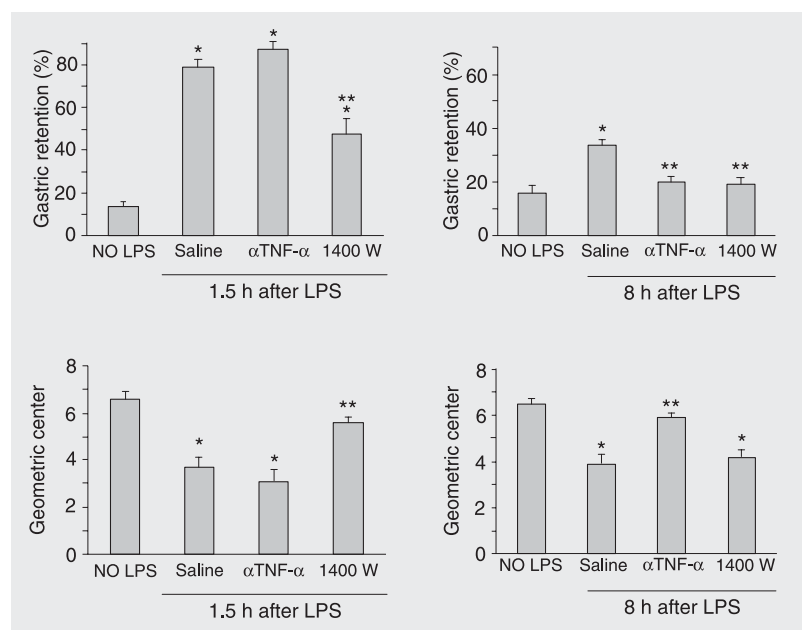 Gastric retention (%)
80
60
40
20
0
*
*
**
*
NO LPS Saline αTNF-α 1400 W
1.5 h after LPS
Gastric retention (%)
60
40
20
0
*
**
**
NO LPS Saline αTNF-α 1400 W
8 h after LPS
Geometric center
8
6
4
2
0
*
*
**
NO LPS Saline αTNF-α 1400 W
1.5 h after LPS
Geometric center
8
6
4
2
0
*
**
*
NO LPS Saline αTNF-α 1400 W
8 h after LPS